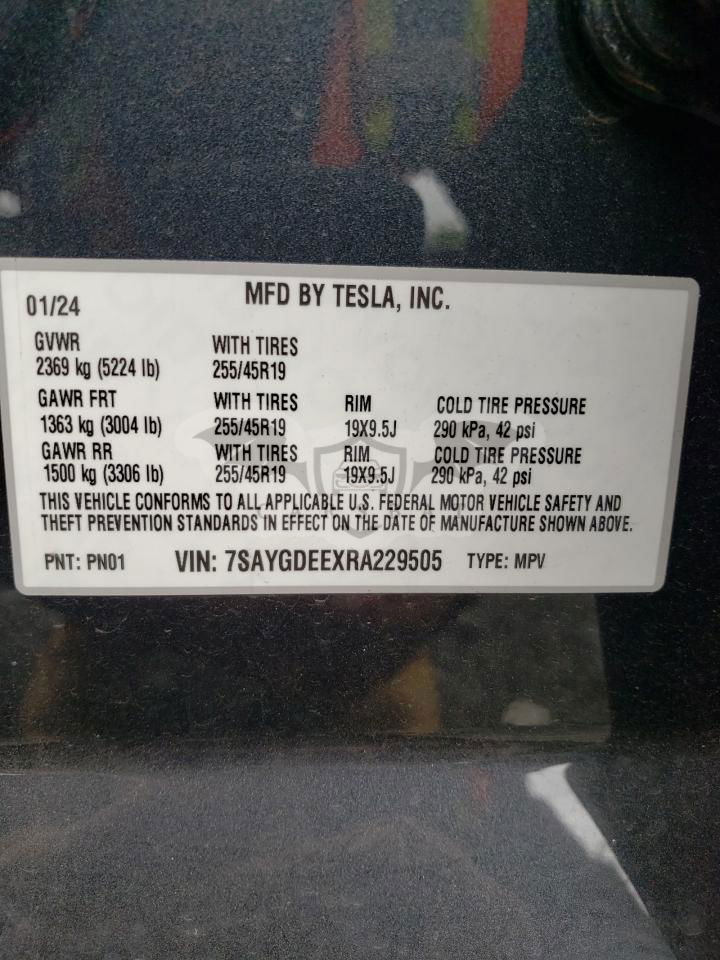 01/24 MFD BY TESLA, INC.
GVWR WITH TIRES
2369 kg (5224 lb) 255/45R19
GAWR FRT WITH TIRES RIM COLD TIRE PRESSURE
1363 kg (3004 lb) 255/45R19 19X9.5J 290 kPa, 42 psi
GAWR RR WITH TIRES RIM COLD TIRE PRESSURE
1500 kg (3306 lb) 255/45R19 19X9.5J 290 kPa, 42 psi
THIS VEHICLE CONFORMS TO ALL APPLICABLE U.S. FEDERAL MOTOR VEHICLE SAFETY AND
THEFT PREVENTION STANDARDS IN EFFECT ON THE DATE OF MANUFACTURE SHOWN ABOVE.
PNT: PN01 VIN: 7SAYGDEEXRA229505 TYPE: MPV